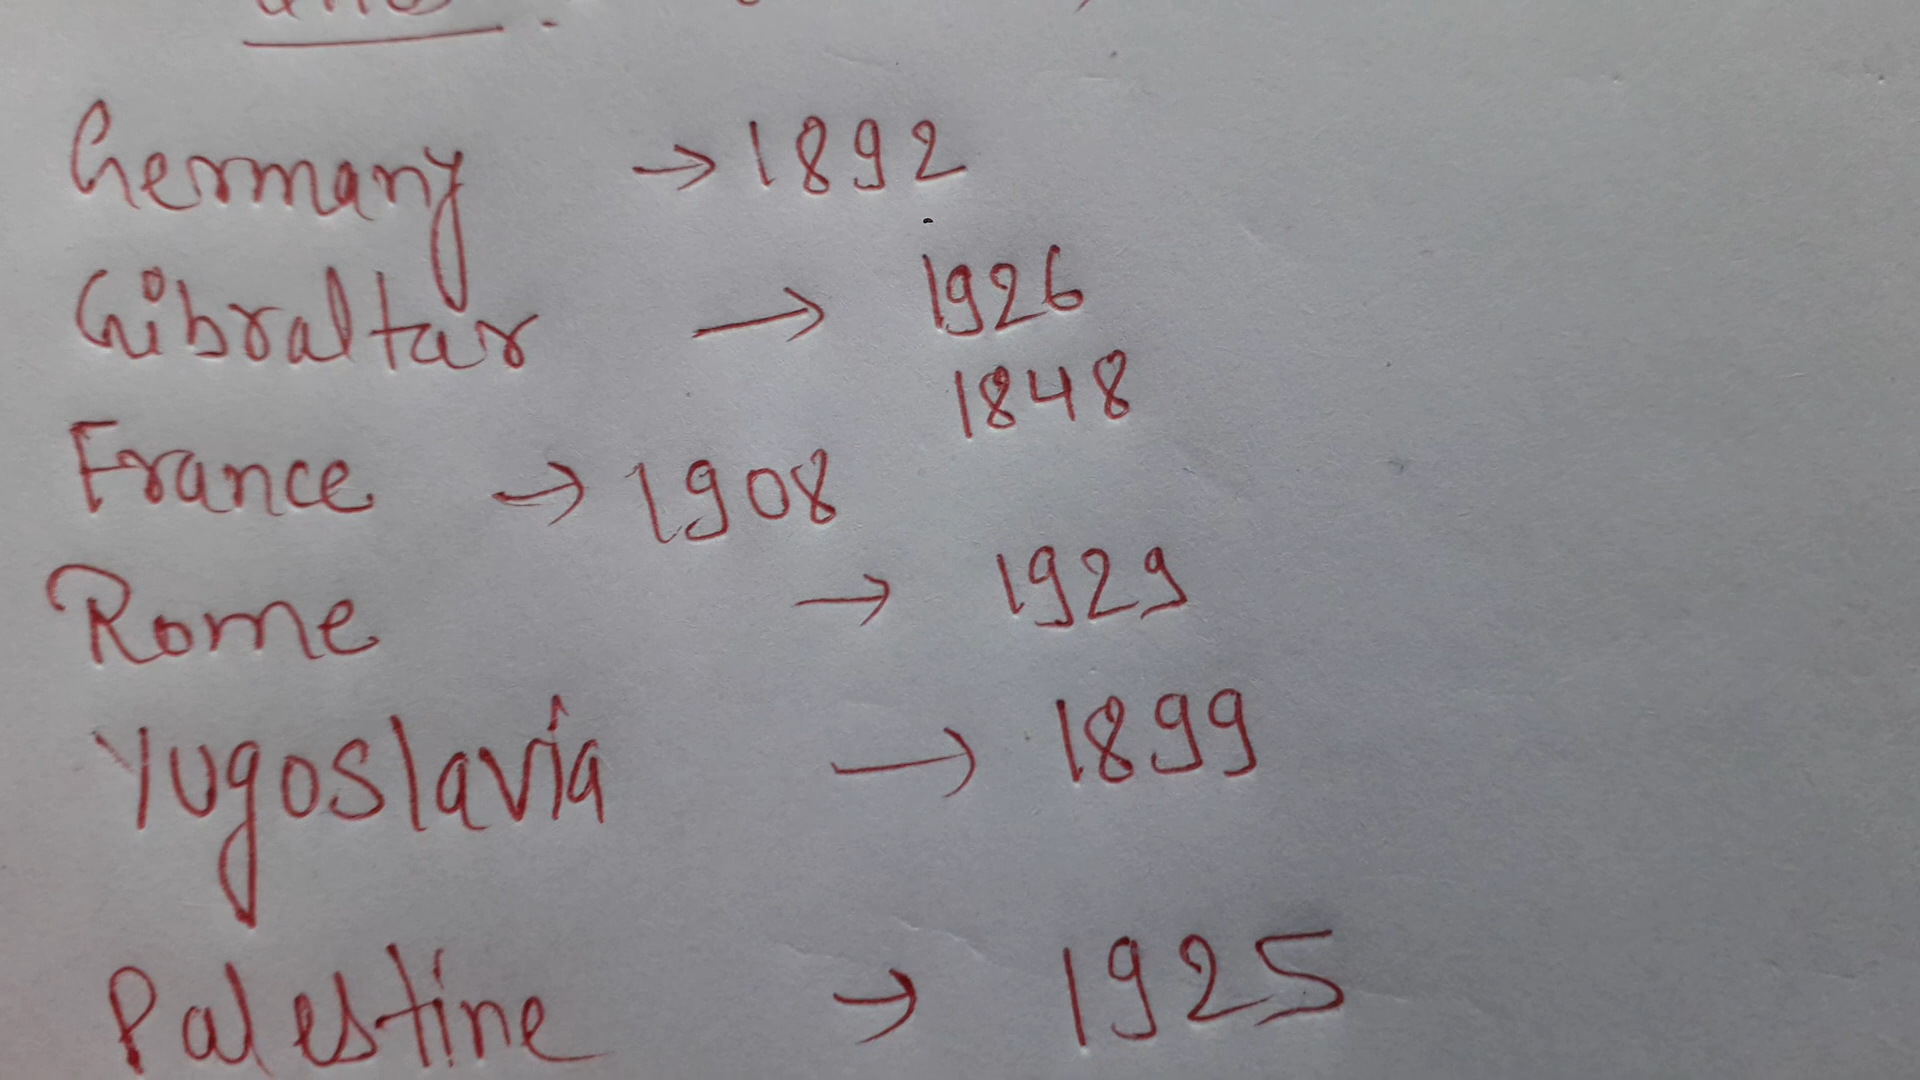 Germany → 1892
Gibraltar → 1926
1848
France → 1908
Rome → 1929
Yugoslavia → 1899
Palestine → 1925